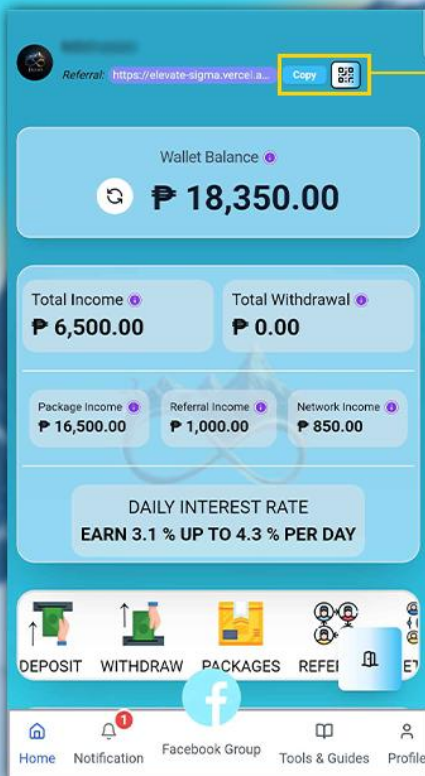 Referral: https://elevate-sigma.vercel.a... Copy
Wallet Balance
₱ 18,350.00
Total Income Total Withdrawal
₱ 6,500.00 ₱ 0.00
Package Income Referral Income Network Income
₱ 16,500.00 ₱ 1,000.00 ₱ 850.00
DAILY INTEREST RATE
EARN 3.1 % UP TO 4.3 % PER DAY
DEPOSIT WITHDRAW PACKAGES REFE
1
Home Notification Facebook Group Tools & Guides Profile